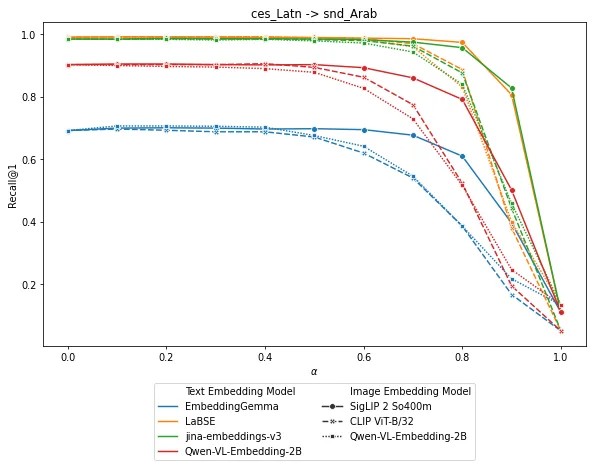 ces_Latn -> snd_Arab
Recall@1
1.0
0.8
0.6
0.4
0.2
0.0 0.2 0.4 0.6 0.8 1.0
α
Text Embedding Model Image Embedding Model
EmbeddingGemma SigLIP 2 So400m
LaBSE CLIP ViT-B/32
jina-embeddings-v3 Qwen-VL-Embedding-2B
Qwen-VL-Embedding-2B